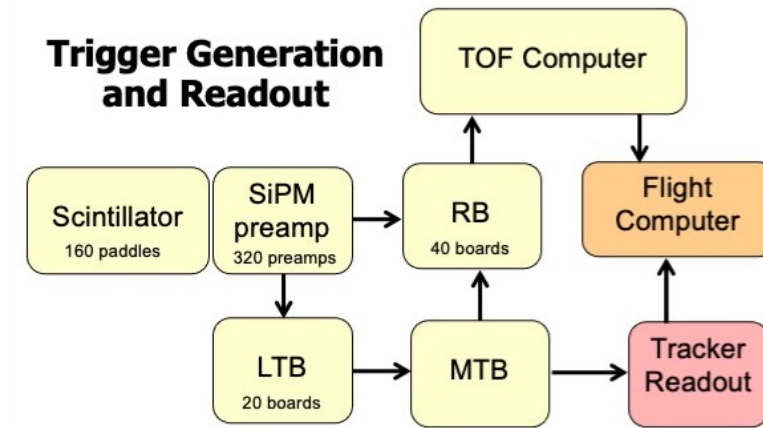 Trigger Generation
and Readout
TOF Computer
Scintillator
160 paddles
SiPM
preamp
320 preamps
RB
40 boards
Flight
Computer
LTB
20 boards
MTB
Tracker
Readout